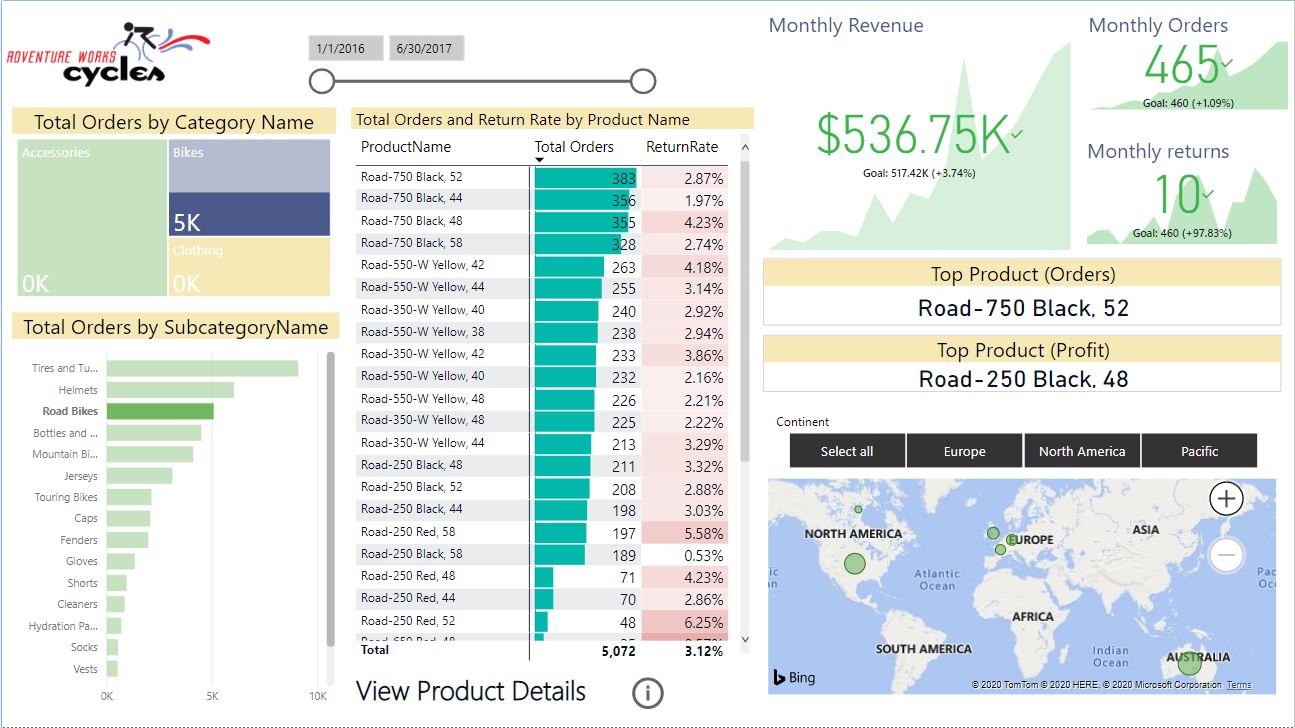 ADVENTURE WORKS
cycles
1/1/2016 6/30/2017
Total Orders by Category Name
Accessories
0K
Bikes
5K
Clothing
0K
Total Orders by SubcategoryName
Tires and Tu...
Helmets
Road Bikes
Bottles and ...
Mountain Bi...
Jerseys
Touring Bikes
Caps
Fenders
Gloves
Shorts
Cleaners
Hydration Pa...
Socks
Vests
0K 5K 10K
Total Orders and Return Rate by Product Name
ProductName Total Orders ReturnRate
Road-750 Black, 52 383 2.87%
Road-750 Black, 44 356 1.97%
Road-750 Black, 48 355 4.23%
Road-750 Black, 58 328 2.74%
Road-550-W Yellow, 42 263 4.18%
Road-550-W Yellow, 44 255 3.14%
Road-350-W Yellow, 40 240 2.92%
Road-550-W Yellow, 38 238 2.94%
Road-350-W Yellow, 42 233 3.86%
Road-550-W Yellow, 40 232 2.16%
Road-550-W Yellow, 48 226 2.21%
Road-350-W Yellow, 48 225 2.22%
Road-350-W Yellow, 44 213 3.29%
Road-250 Black, 48 211 3.32%
Road-250 Black, 52 208 2.88%
Road-250 Black, 44 198 3.03%
Road-250 Red, 58 197 5.58%
Road-250 Black, 58 189 0.53%
Road-250 Red, 48 71 4.23%
Road-250 Red, 44 70 2.86%
Road-250 Red, 52 48 6.25%
Total 5,072 3.12%
View Product Details
Monthly Revenue
$536.75K
Goal: 517.42K (+3.74%)
Monthly Orders
465
Goal: 460 (+1.09%)
Monthly returns
10
Goal: 460 (+97.83%)
Top Product (Orders)
Road-750 Black, 52
Top Product (Profit)
Road-250 Black, 48
Continent
Select all Europe North America Pacific
NORTH AMERICA
EUROPE
ASIA
Atlantic
Ocean
AFRICA
SOUTH AMERICA
Indian
Ocean
AUSTRALIA
Bing
© 2020 TomTom © 2020 HERE, © 2020 Microsoft Corporation Terms